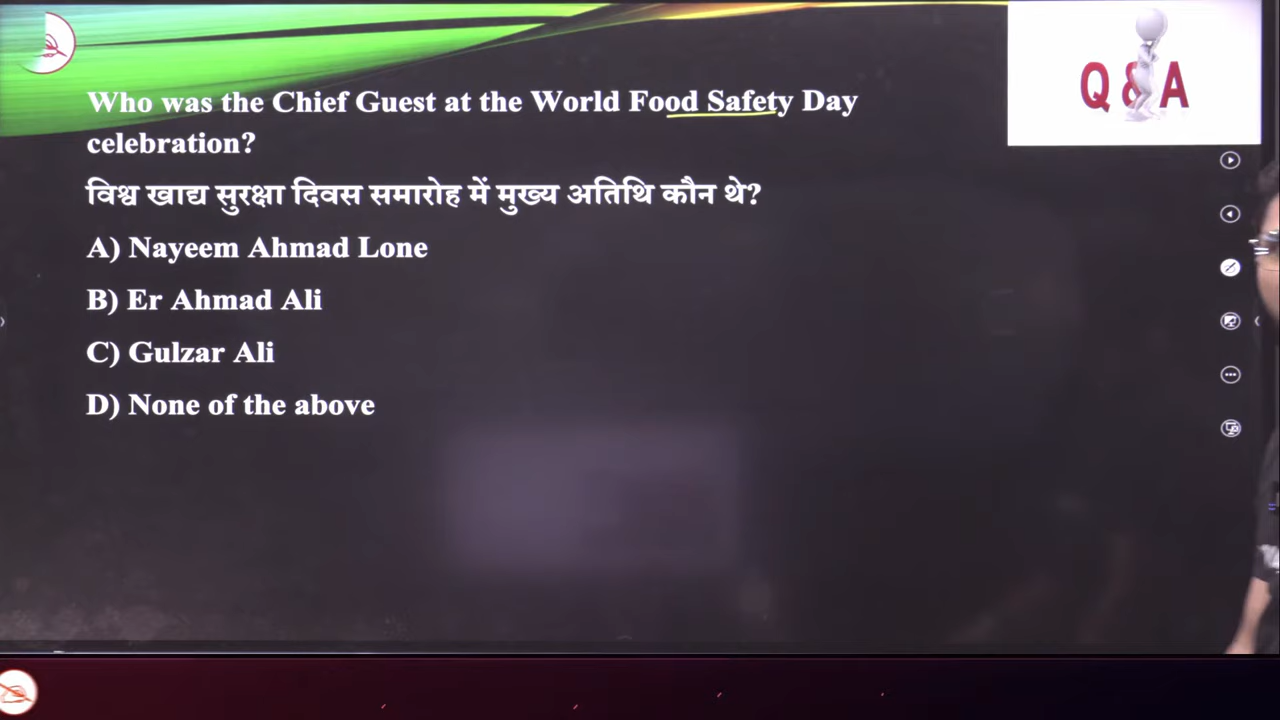 Who was the Chief Guest at the World Food Safety Day
celebration?
विश्व खाद्य सुरक्षा दिवस समारोह में मुख्य अतिथि कौन थे?
A) Nayeem Ahmad Lone
B) Er Ahmad Ali
C) Gulzar Ali
D) None of the above
Q & A